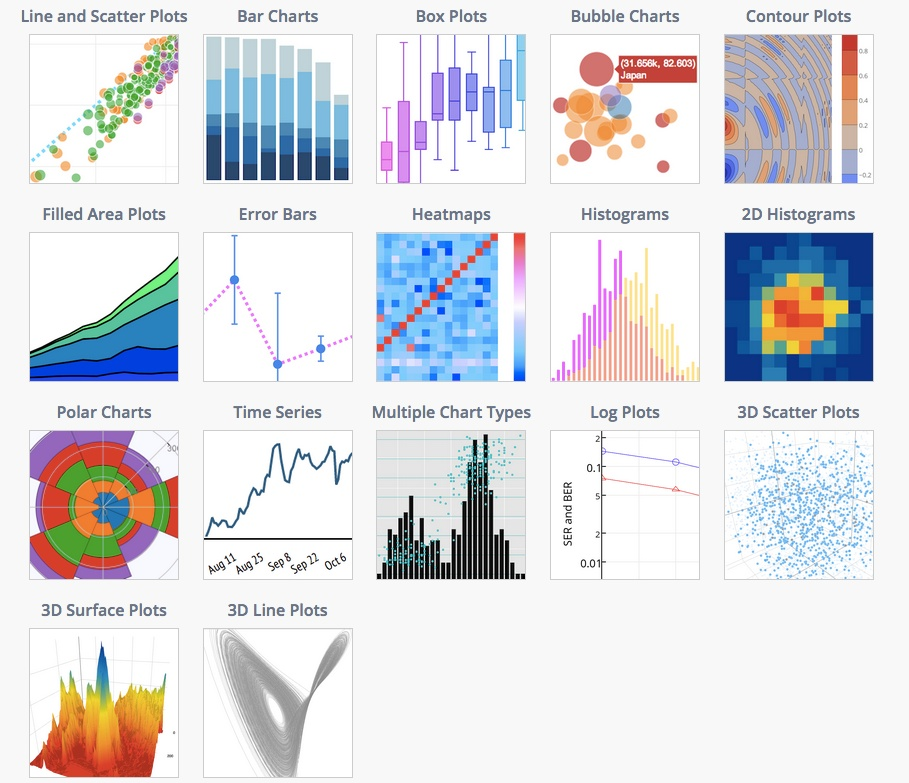 Line and Scatter Plots
Bar Charts
Box Plots
Bubble Charts
Contour Plots
(31.656k, 82.603)
Japan
0.8
0.6
0.4
0.2
0
−0.2
Filled Area Plots
Error Bars
Heatmaps
Histograms
2D Histograms
Polar Charts
Time Series
Multiple Chart Types
Log Plots
3D Scatter Plots
Aug 11
Aug 25
Sep 8
Sep 22
Oct 6
SER and BER
2
0.1
5
2
0.01
3D Surface Plots
3D Line Plots